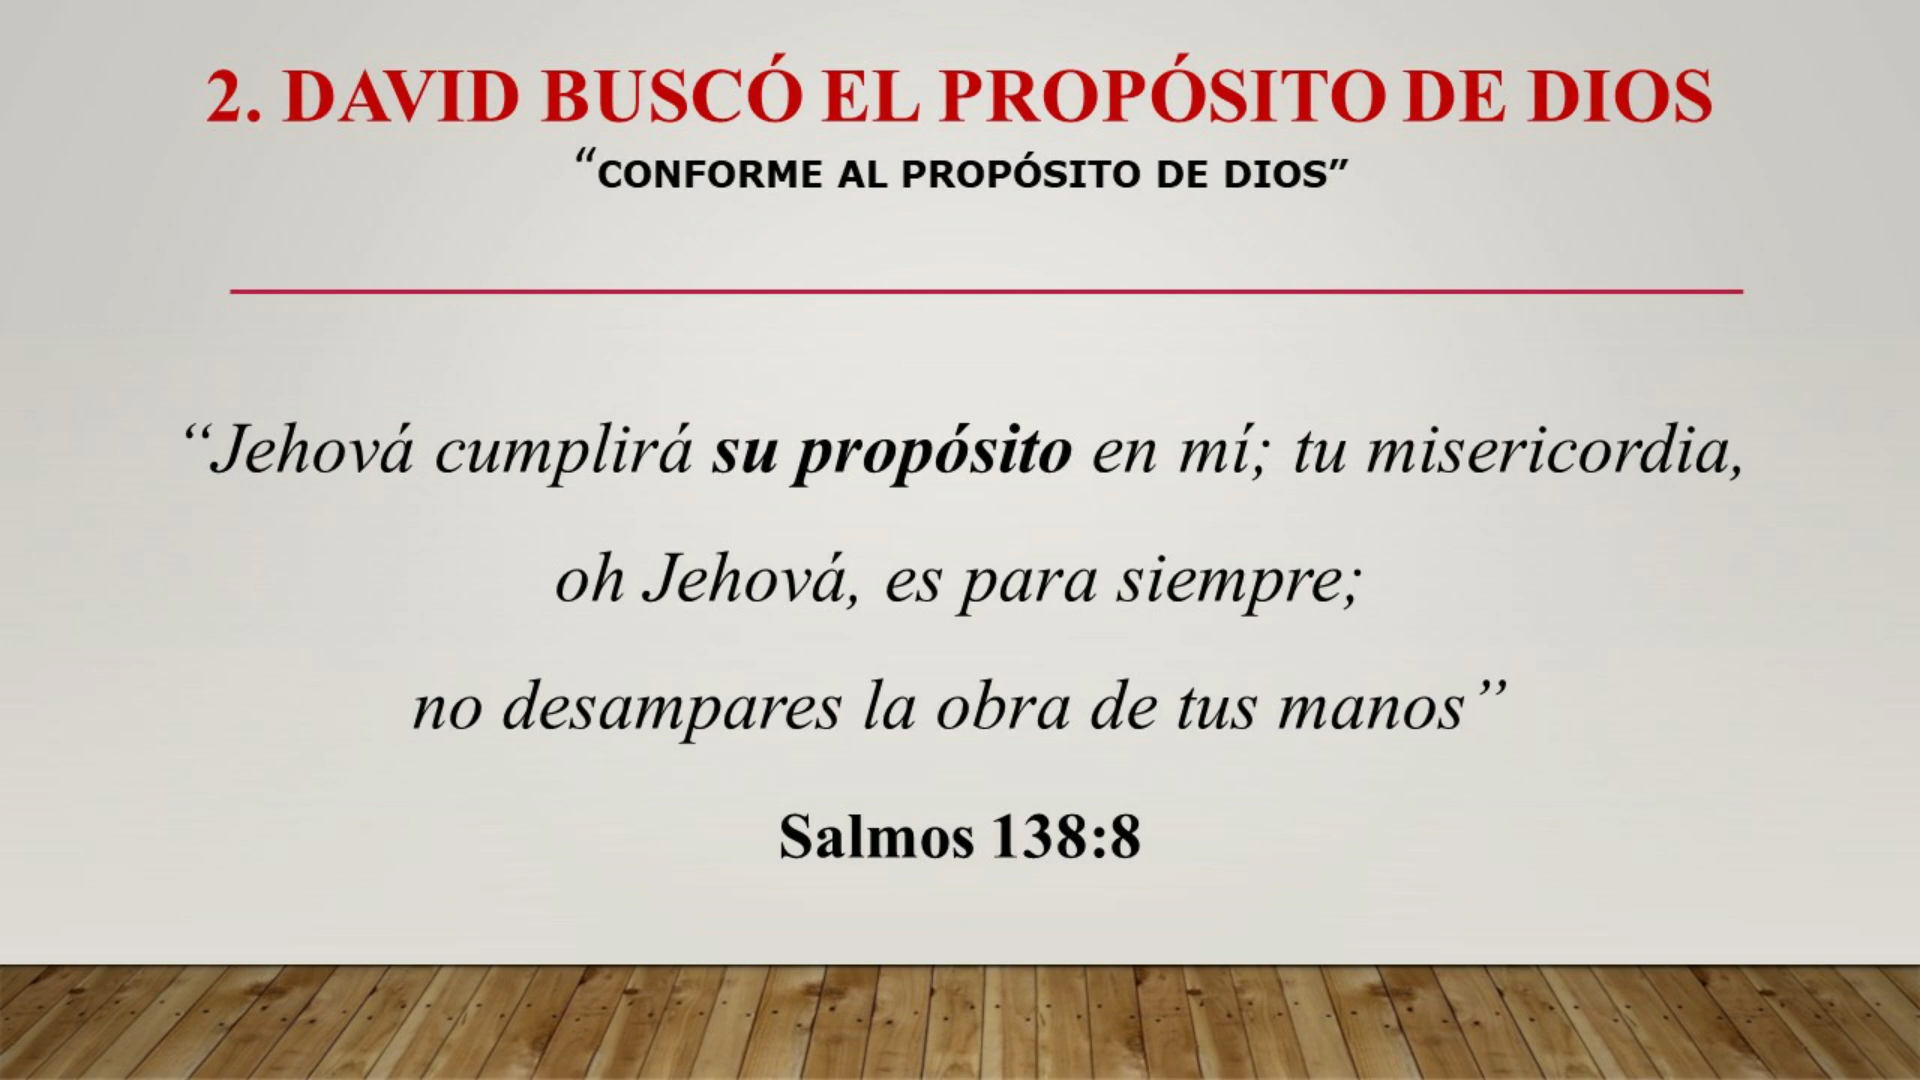 2. DAVID BUSCÓ EL PROPÓSITO DE DIOS
“CONFORME AL PROPÓSITO DE DIOS”
“Jehová cumplirá su propósito en mí; tu misericordia,
oh Jehová, es para siempre;
no desampares la obra de tus manos”
Salmos 138:8